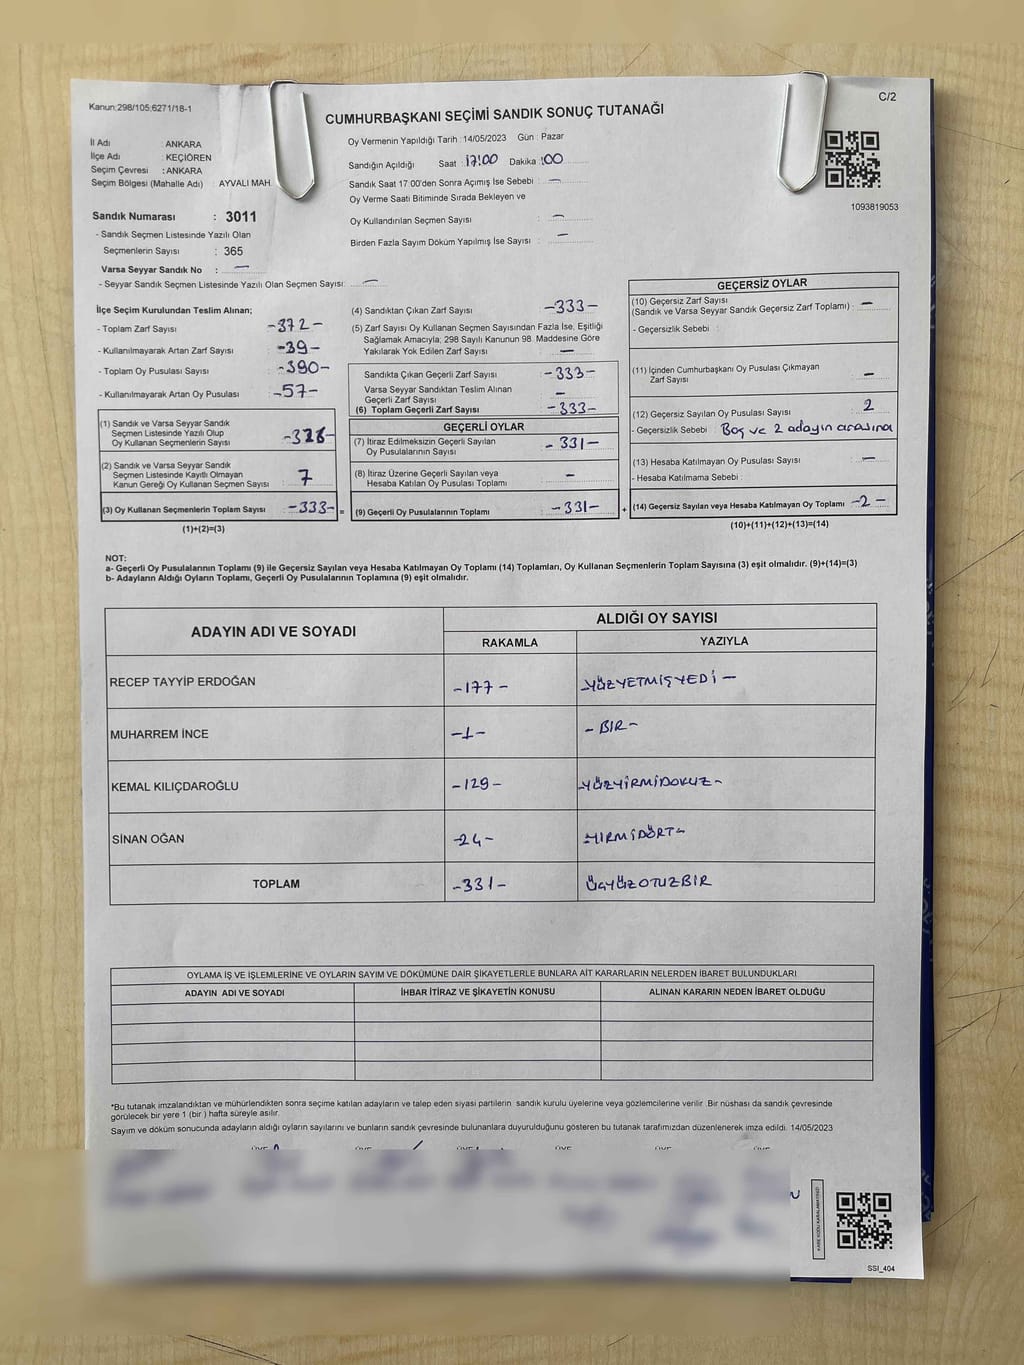 Kanun:298/105;6271/18-1
C/2
CUMHURBAŞKANI SEÇİMİ SANDIK SONUÇ TUTANAĞI
İl Adı : ANKARA
İlçe Adı : KEÇİÖREN
Seçim Çevresi : ANKARA
Seçim Bölgesi (Mahalle Adı) : AYVALI MAH.
Oy Vermenin Yapıldığı Tarih : 14/05/2023 Gün : Pazar
Sandığın Açıldığı Saat : 17:00 Dakika : 00
Sandık Saat 17:00'den Sonra Açımış İse Sebebi : —
Oy Verme Saati Bitiminde Sırada Bekleyen ve
Oy Kullandırılan Seçmen Sayısı : —
Birden Fazla Sayım Döküm Yapılmış İse Sayısı : —
1093819053
Sandık Numarası : 3011
- Sandık Seçmen Listesinde Yazılı Olan
Seçmenlerin Sayısı : 365
Varsa Seyyar Sandık No : —
- Seyyar Sandık Seçmen Listesinde Yazılı Olan Seçmen Sayısı: —
İlçe Seçim Kurulundan Teslim Alınan;
- Toplam Zarf Sayısı -372-
- Kullanılmayarak Artan Zarf Sayısı -39-
- Toplam Oy Pusulası Sayısı : -390-
- Kullanılmayarak Artan Oy Pusulası -57-
(1) Sandık ve Varsa Seyyar Sandık
Seçmen Listesinde Yazılı Olup
Oy Kullanan Seçmenlerin Sayısı
(2) Sandık ve Varsa Seyyar Sandık
Seçmen Listesinde Kayıtlı Olmayan
Kanun Gereği Oy Kullanan Seçmen Sayısı 7
(3) Oy Kullanan Seçmenlerin Toplam Sayısı -333- =
(1)+(2)=(3)
(4) Sandıktan Çıkan Zarf Sayısı -333-
(5) Zarf Sayısı Oy Kullanan Seçmen Sayısından Fazla İse, Eşitliği
Sağlamak Amacıyla; 298 Sayılı Kanunun 98. Maddesine Göre
Yakılarak Yok Edilen Zarf Sayısı —
Sandıkta Çıkan Geçerli Zarf Sayısı -333-
Varsa Seyyar Sandıktan Teslim Alınan
Geçerli Zarf Sayısı —
(6) Toplam Geçerli Zarf Sayısı -333-
GEÇERLİ OYLAR
(7) İtiraz Edilmeksizin Geçerli Sayılan
Oy Pusulalarının Sayısı -331-
(8) İtiraz Üzerine Geçerli Sayılan veya
Hesaba Katılan Oy Pusulası Toplamı —
(9) Geçerli Oy Pusulalarının Toplamı -331- +
GEÇERSİZ OYLAR
(10) Geçersiz Zarf Sayısı
(Sandık ve Varsa Seyyar Sandık Geçersiz Zarf Toplamı) : —
- Geçersizlik Sebebi :
(11) İçinden Cumhurbaşkanı Oy Pusulası Çıkmayan
Zarf Sayısı —
(12) Geçersiz Sayılan Oy Pusulası Sayısı 2
- Geçersizlik Sebebi : Boş ve 2 adayın arasına
(13) Hesaba Katılmayan Oy Pusulası Sayısı —
- Hesaba Katılmama Sebebi :
(14) Geçersiz Sayılan veya Hesaba Katılmayan Oy Toplamı -2-
(10)+(11)+(12)+(13)=(14)
NOT:
a- Geçerli Oy Pusulalarının Toplamı (9) ile Geçersiz Sayılan veya Hesaba Katılmayan Oy Toplamı (14) Toplamları, Oy Kullanan Seçmenlerin Toplam Sayısına (3) eşit olmalıdır. (9)+(14)=(3)
b- Adayların Aldığı Oyların Toplamı, Geçerli Oy Pusulalarının Toplamına (9) eşit olmalıdır.
ADAYIN ADI VE SOYADI ALDIĞI OY SAYISI
RAKAMLA YAZIYLA
RECEP TAYYİP ERDOĞAN -177- -YÜZYETMİŞYEDİ-
MUHARREM İNCE -1- -BIR-
KEMAL KILIÇDAROĞLU -129- -YÜZYİRMİDOKUZ-
SİNAN OĞAN -24- -YIRMİDÖRT-
TOPLAM -331- ÜÇYÜZOTUZBIR
OYLAMA İŞ VE İŞLEMLERİNE VE OYLARIN SAYIM VE DÖKÜMÜNE DAİR ŞİKAYETLERLE BUNLARA AİT KARARLARIN NELERDEN İBARET BULUNDUKLARI
ADAYIN ADI VE SOYADI İHBAR İTİRAZ VE ŞİKAYETİN KONUSU ALINAN KARARIN NEDEN İBARET OLDUĞU
*Bu tutanak imzalandıktan ve mühürlendikten sonra seçime katılan adayların ve talep eden siyasi partilerin sandık kurulu üyelerine veya gözlemcilerine verilir. Bir nüshası da sandık çevresinde
görülecek bir yere 1 (bir ) hafta süreyle asılır.
Sayım ve döküm sonucunda adayların aldığı oyların sayılarını ve bunların sandık çevresinde bulunanlara duyurulduğunu gösteren bu tutanak tarafımızdan düzenlenerek imza edildi. 14/05/2023
SSI_404